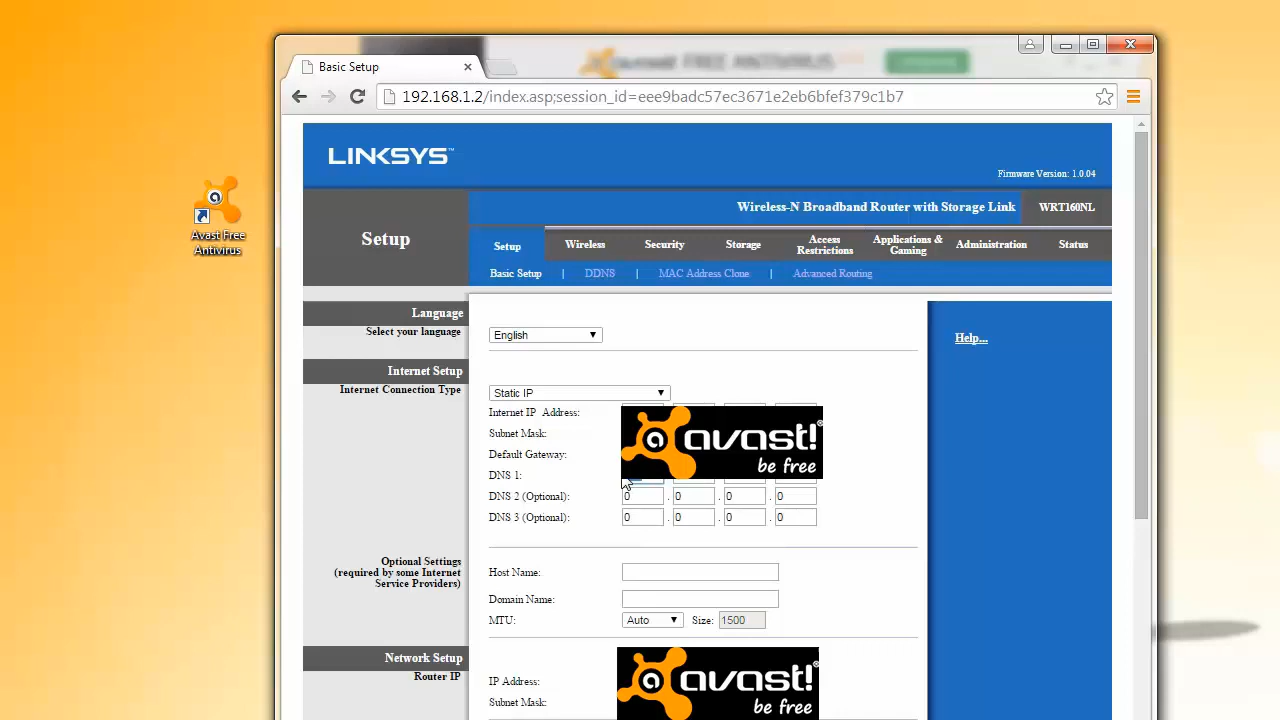 Basic Setup
192.168.1.2/index.asp;session_id=eee9badc57ec3671e2eb6bfef379c1b7
Avast Free
Antivirus
LINKSYS™
Firmware Version: 1.0.04
Wireless-N Broadband Router with Storage Link WRT160NL
Setup
Setup Wireless Security Storage Access Restrictions Applications & Gaming Administration Status
Basic Setup | DDNS | MAC Address Clone | Advanced Routing
Language
Select your language English
Help...
Internet Setup
Internet Connection Type Static IP
Internet IP Address:
Subnet Mask:
Default Gateway:
DNS 1:
avast!®
be free
DNS 2 (Optional): 0 . 0 . 0 . 0
DNS 3 (Optional): 0 . 0 . 0 . 0
Optional Settings
(required by some Internet
Service Providers)
Host Name:
Domain Name:
MTU: Auto Size: 1500
Network Setup
Router IP
IP Address:
Subnet Mask:
avast!®
be free